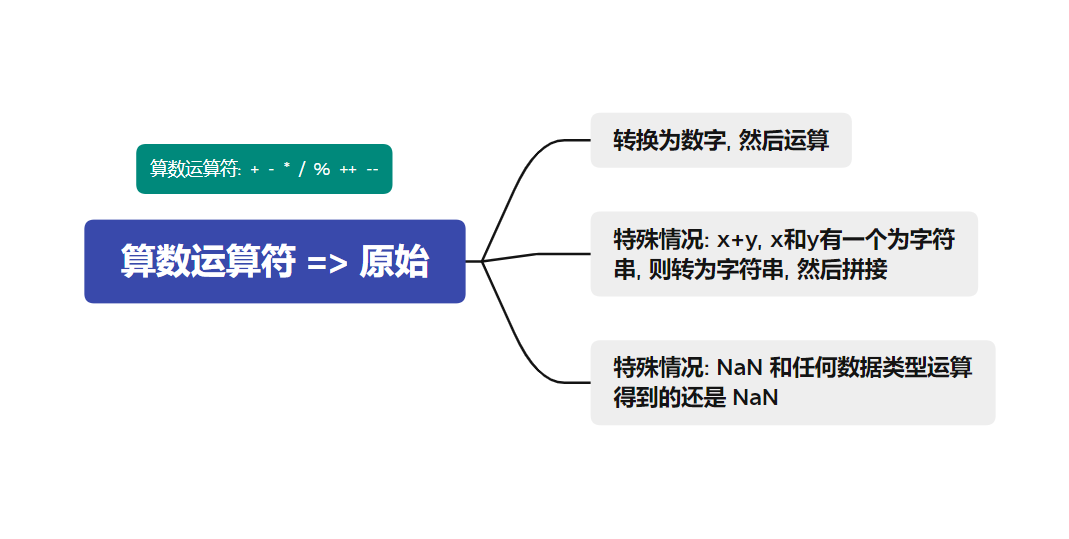 算数运算符: + - * / % ++ --
算数运算符 => 原始
转换为数字, 然后运算
特殊情况: x+y, x和y有一个为字符
串, 则转为字符串, 然后拼接
特殊情况: NaN 和任何数据类型运算
得到的还是 NaN